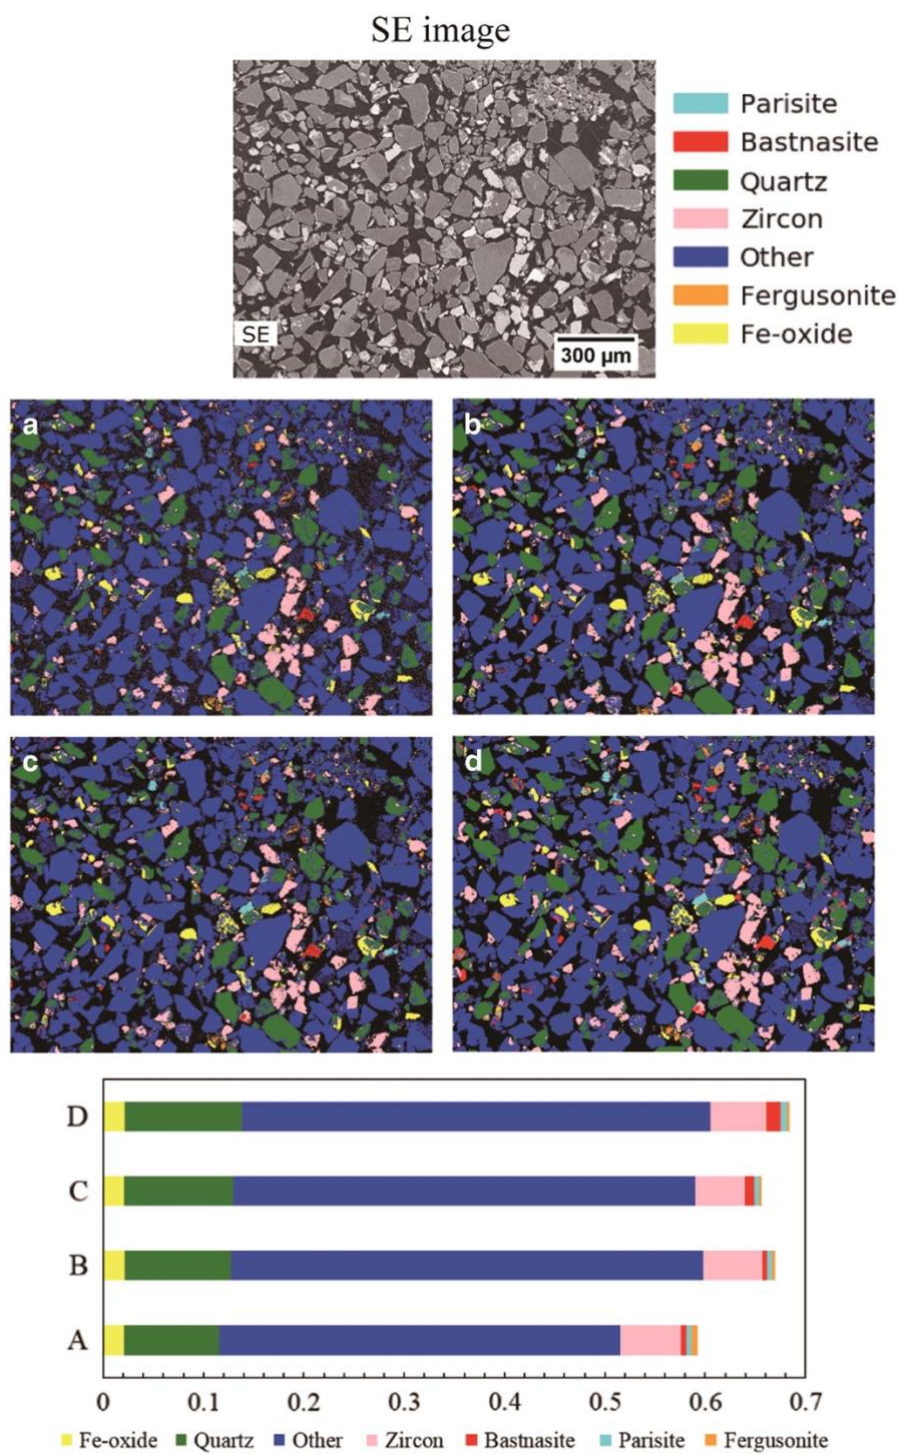 SE image
Parisite
Bastnasite
Quartz
Zircon
Other
Fergusonite
Fe-oxide
SE
300 µm
a
b
c
d
D
C
B
A
0 0.1 0.2 0.3 0.4 0.5 0.6 0.7
Fe-oxide Quartz Other Zircon Bastnasite Parisite Fergusonite